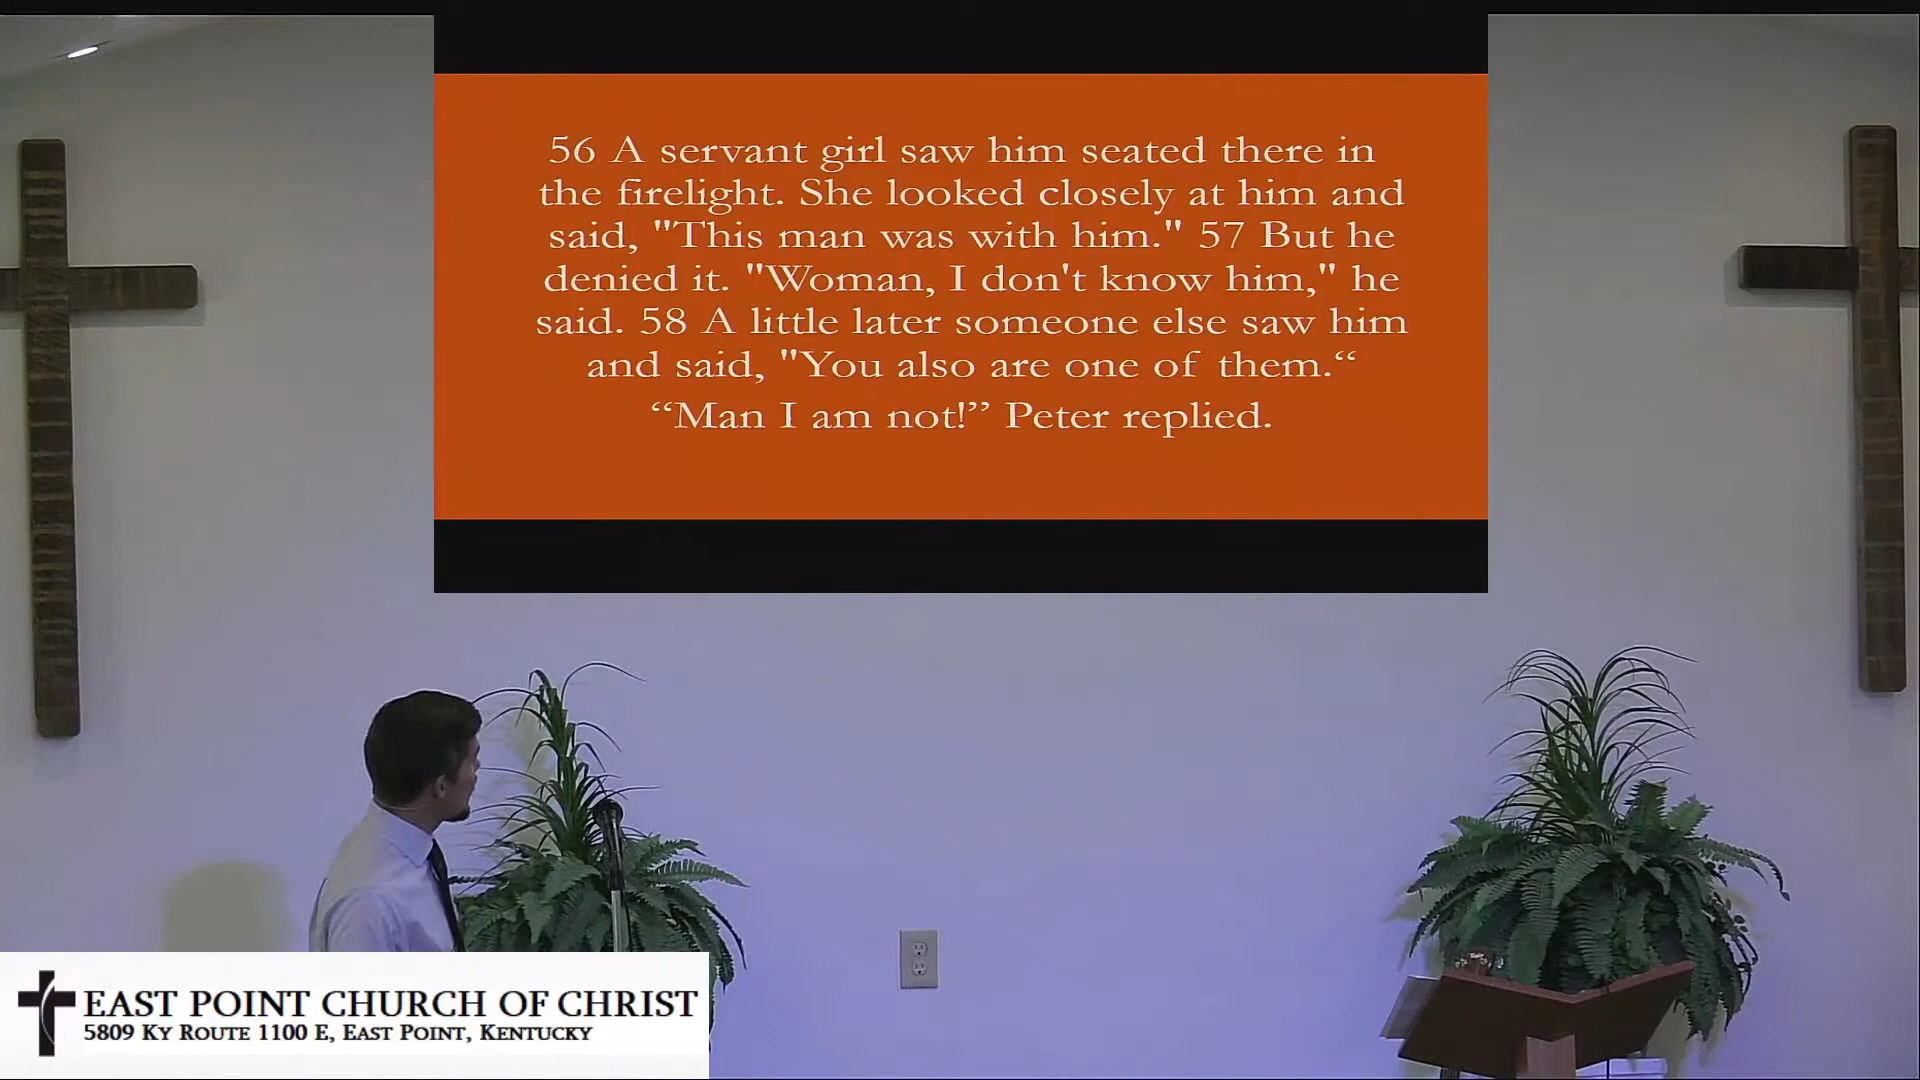 56 A servant girl saw him seated there in
the firelight. She looked closely at him and
said, "This man was with him." 57 But he
denied it. "Woman, I don't know him," he
said. 58 A little later someone else saw him
and said, "You also are one of them.“
“Man I am not!” Peter replied.
EAST POINT CHURCH OF CHRIST
5809 KY ROUTE 1100 E, EAST POINT, KENTUCKY